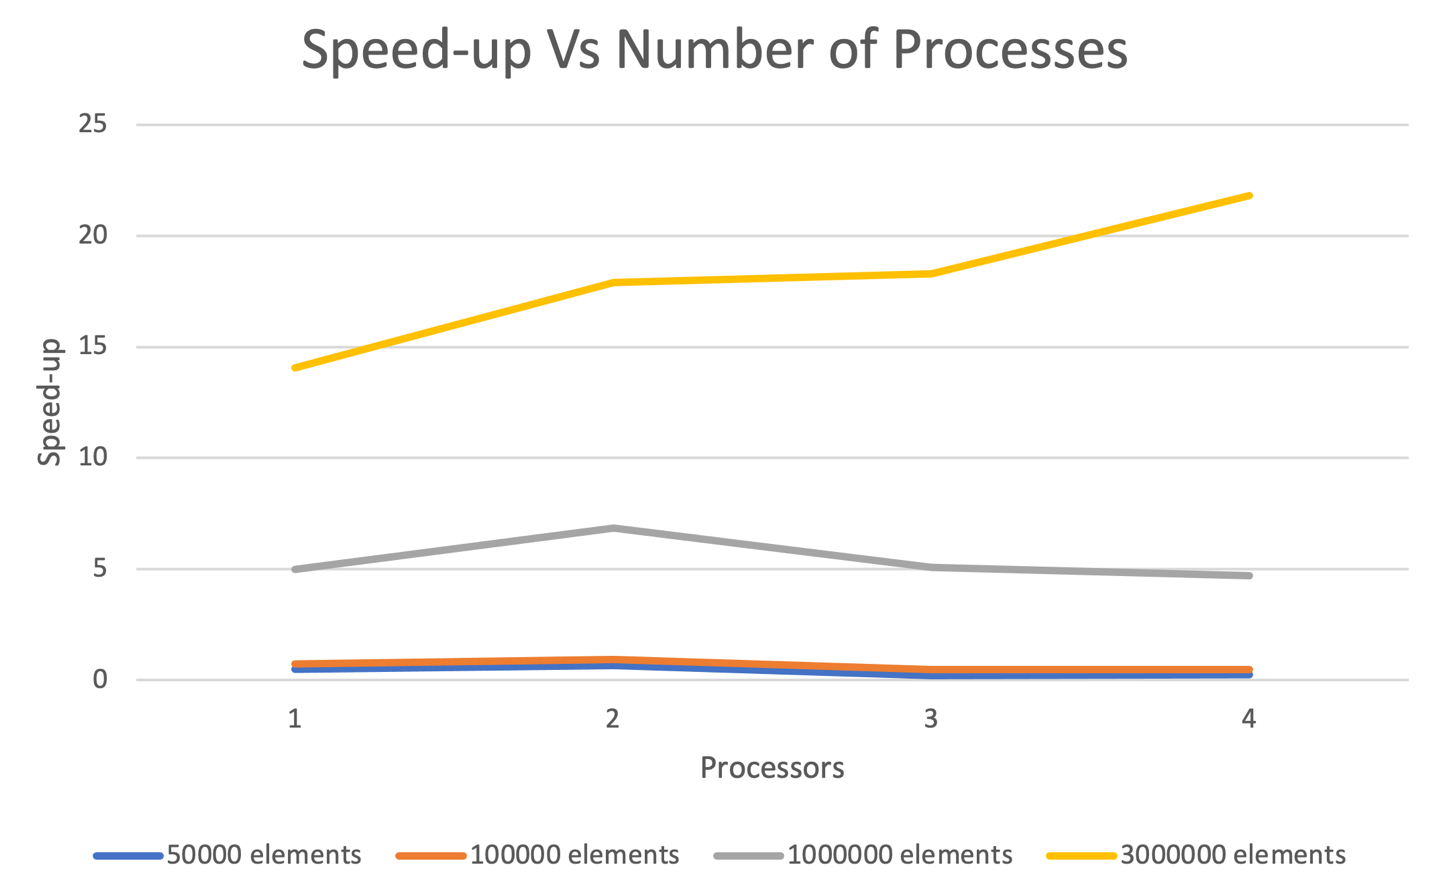 Speed-up Vs Number of Processes
25
20
15
10
5
0
Speed-up
1 2 3 4
Processors
50000 elements 100000 elements 1000000 elements 3000000 elements